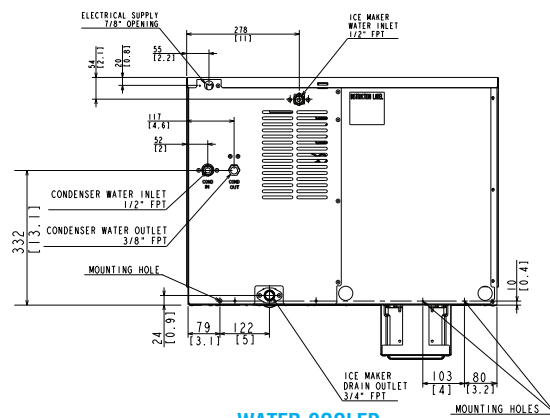 ELECTRICAL SUPPLY
7/8" OPENING
278
[11]
ICE MAKER
WATER INLET
1/2" FPT
55
[2.2]
54
[2.1]
20
[0.8]
INSTRUCTION LABEL
117
[4.6]
52
[2]
COND
IN
COND
OUT
CONDENSER WATER INLET
1/2" FPT
CONDENSER WATER OUTLET
3/8" FPT
332
[13.1]
MOUNTING HOLE
10
[0.4]
24
[0.9]
79
[3.1]
122
[5]
103
[4]
80
[3.2]
ICE MAKER
DRAIN OUTLET
3/4" FPT
MOUNTING HOLES
WATER COOLER